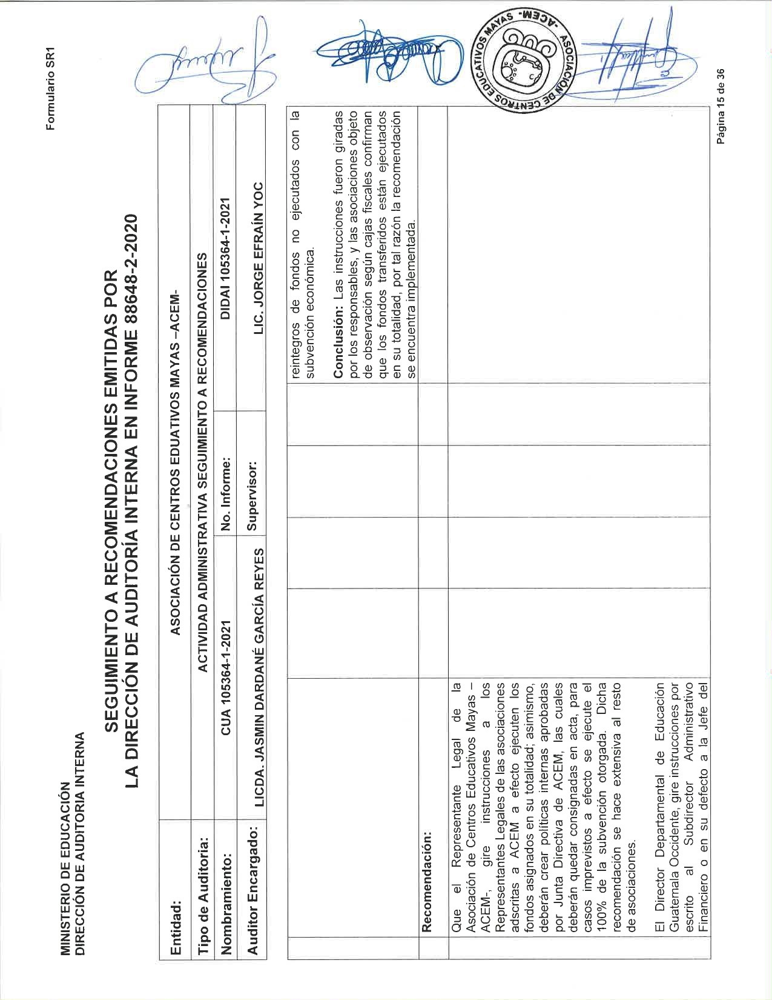 Formulario SR1
MINISTERIO DE EDUCACIÓN
DIRECCIÓN DE AUDITORIA INTERNA
SEGUIMIENTO A RECOMENDACIONES EMITIDAS POR
LA DIRECCIÓN DE AUDITORÍA INTERNA EN INFORME 88648-2-2020
Entidad: ASOCIACIÓN DE CENTROS EDUATIVOS MAYAS –ACEM-
Tipo de Auditoria: ACTIVIDAD ADMINISTRATIVA SEGUIMIENTO A RECOMENDACIONES
Nombramiento: CUA 105364-1-2021 No. Informe: DIDAI 105364-1-2021
Auditor Encargado: LICDA. JASMIN DARDANÉ GARCÍA REYES Supervisor: LIC. JORGE EFRAÍN YOC
reintegros de fondos no ejecutados con la
subvención económica.
Conclusión: Las instrucciones fueron giradas
por los responsables, y las asociaciones objeto
de observación según cajas fiscales confirman
que los fondos transferidos están ejecutados
en su totalidad, por tal razón la recomendación
se encuentra implementada.
Recomendación:
Que el Representante Legal de la
Asociación de Centros Educativos Mayas –
ACEM-, gire instrucciones a los
Representantes Legales de las asociaciones
adscritas a ACEM a efecto ejecuten los
fondos asignados en su totalidad; asimismo,
deberán crear políticas internas aprobadas
por Junta Directiva de ACEM, las cuales
deberán quedar consignadas en acta, para
casos imprevistos a efecto se ejecute el
100% de la subvención otorgada. Dicha
recomendación se hace extensiva al resto
de asociaciones.
El Director Departamental de Educación
Guatemala Occidente, gire instrucciones por
escrito al Subdirector Administrativo
Financiero o en su defecto a la Jefe del
ASOCIACIÓN DE CENTROS EDUCATIVOS MAYAS -ACEM-
Página 15 de 36